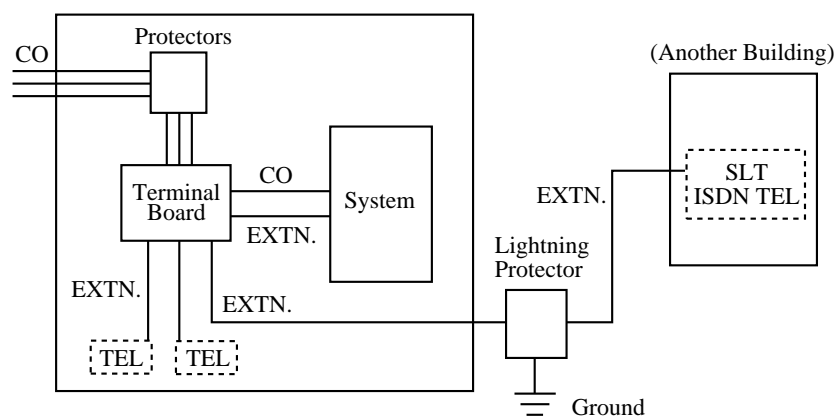 Protectors
CO
(Another Building)
Terminal
Board
CO
System
EXTN.
SLT
ISDN TEL
EXTN.
Lightning
Protector
EXTN.
EXTN.
TEL
TEL
Ground